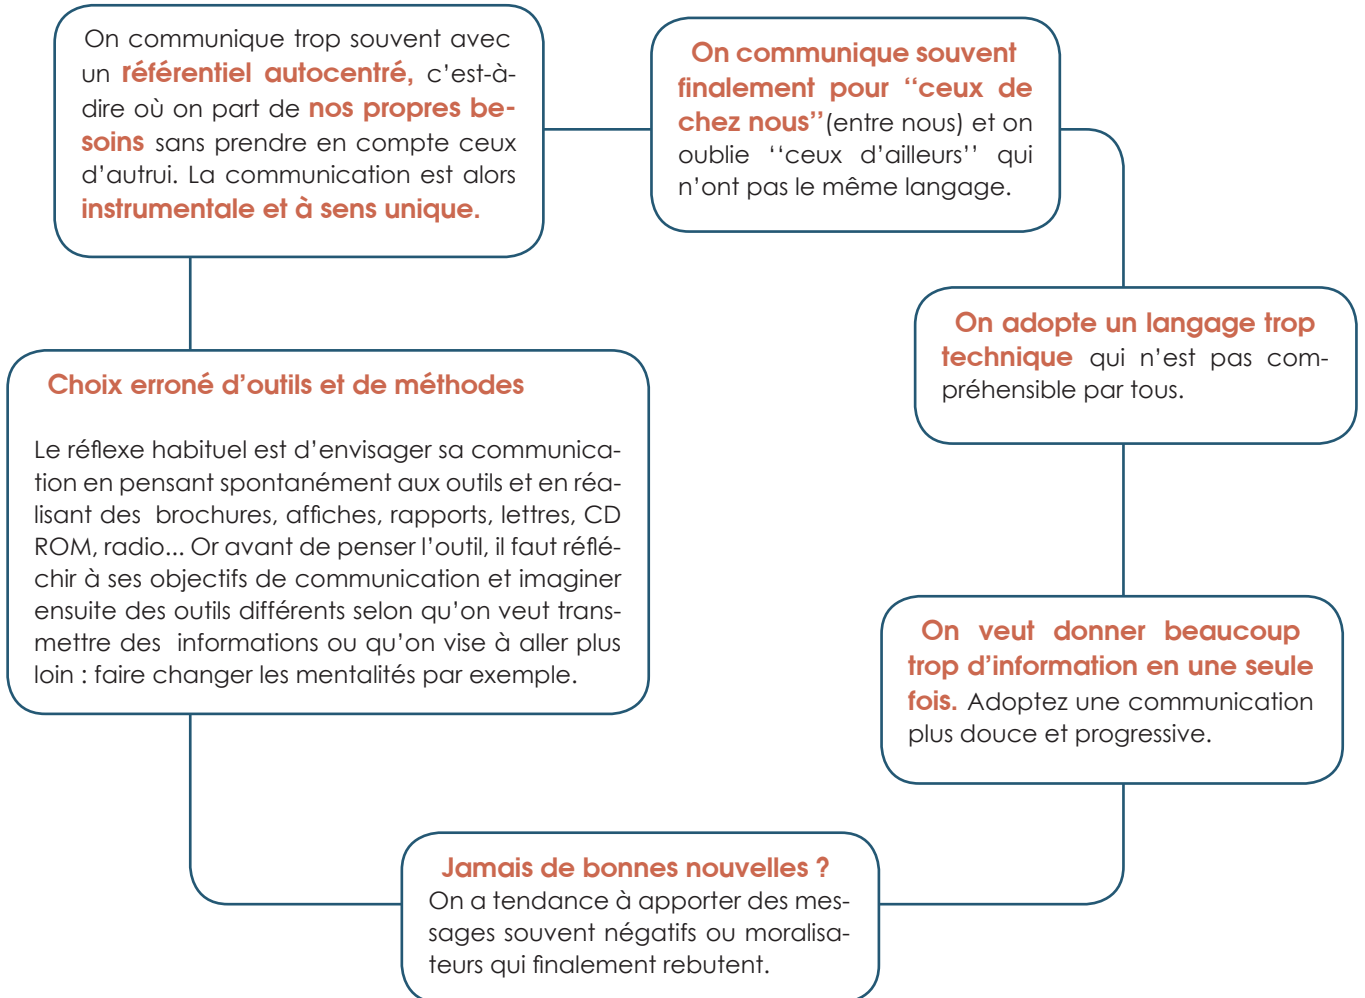 On communique trop souvent avec
un référentiel autocentré, c’est-à-
dire où on part de nos propres be-
soins sans prendre en compte ceux
d’autrui. La communication est alors
instrumentale et à sens unique.
On communique souvent
finalement pour ‘‘ceux de
chez nous’’(entre nous) et on
oublie ‘‘ceux d’ailleurs’’ qui
n’ont pas le même langage.
On adopte un langage trop
technique qui n’est pas com-
préhensible par tous.
On veut donner beaucoup
trop d’information en une seule
fois. Adoptez une communication
plus douce et progressive.
Jamais de bonnes nouvelles ?
On a tendance à apporter des mes-
sages souvent négatifs ou moralisa-
teurs qui finalement rebutent.
Choix erroné d’outils et de méthodes
Le réflexe habituel est d’envisager sa communica-
tion en pensant spontanément aux outils et en réa-
lisant des brochures, affiches, rapports, lettres, CD
ROM, radio... Or avant de penser l’outil, il faut réflé-
chir à ses objectifs de communication et imaginer
ensuite des outils différents selon qu’on veut trans-
mettre des informations ou qu’on vise à aller plus
loin : faire changer les mentalités par exemple.